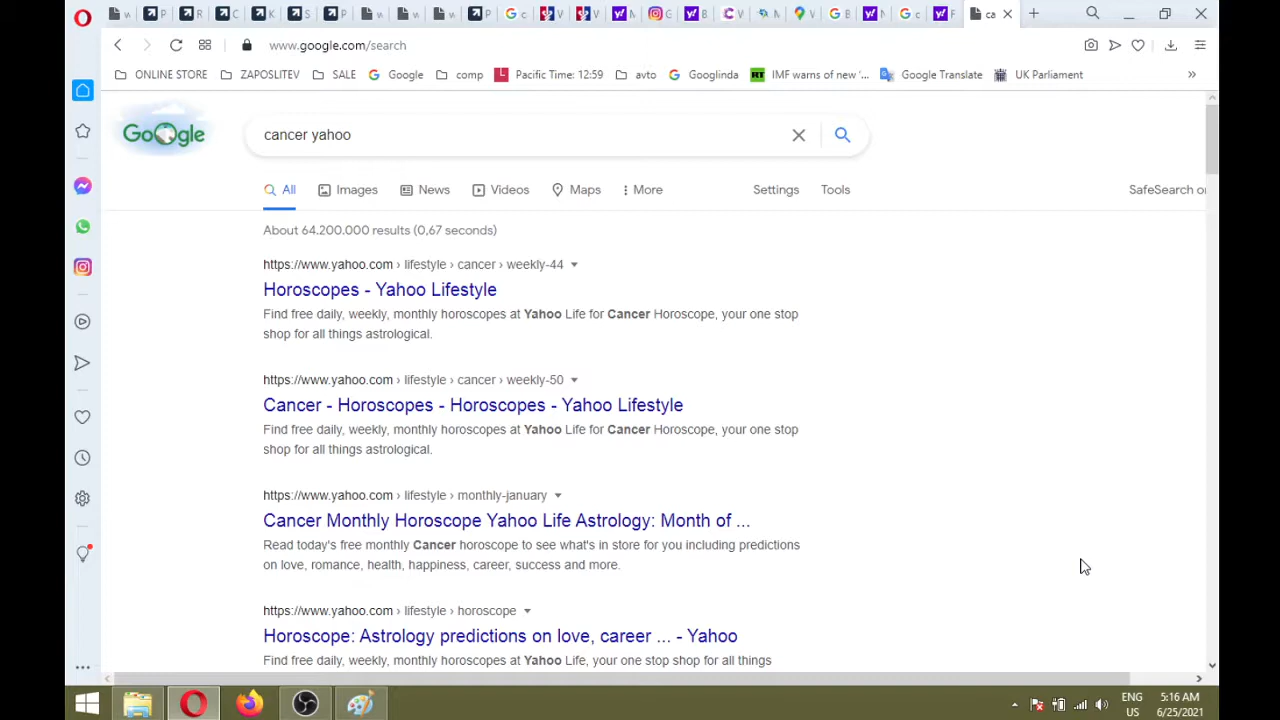 w P R C K S P w w w P c V V M G B C V M V B N c F ca
www.google.com/search
ONLINE STORE ZAPOSLITEV SALE Google comp Pacific Time: 12:59 avto Googlinda RT IMF warns of new ‘... Google Translate UK Parliament »
Google
cancer yahoo
All Images News Videos Maps More Settings Tools SafeSearch on
About 64.200.000 results (0,67 seconds)
https://www.yahoo.com › lifestyle › cancer › weekly-44
Horoscopes - Yahoo Lifestyle
Find free daily, weekly, monthly horoscopes at Yahoo Life for Cancer Horoscope, your one stop
shop for all things astrological.
https://www.yahoo.com › lifestyle › cancer › weekly-50
Cancer - Horoscopes - Horoscopes - Yahoo Lifestyle
Find free daily, weekly, monthly horoscopes at Yahoo Life for Cancer Horoscope, your one stop
shop for all things astrological.
https://www.yahoo.com › lifestyle › monthly-january
Cancer Monthly Horoscope Yahoo Life Astrology: Month of ...
Read today's free monthly Cancer horoscope to see what's in store for you including predictions
on love, romance, health, happiness, career, success and more.
https://www.yahoo.com › lifestyle › horoscope
Horoscope: Astrology predictions on love, career ... - Yahoo
Find free daily, weekly, monthly horoscopes at Yahoo Life, your one stop shop for all things
ENG 5:16 AM
US 6/25/2021